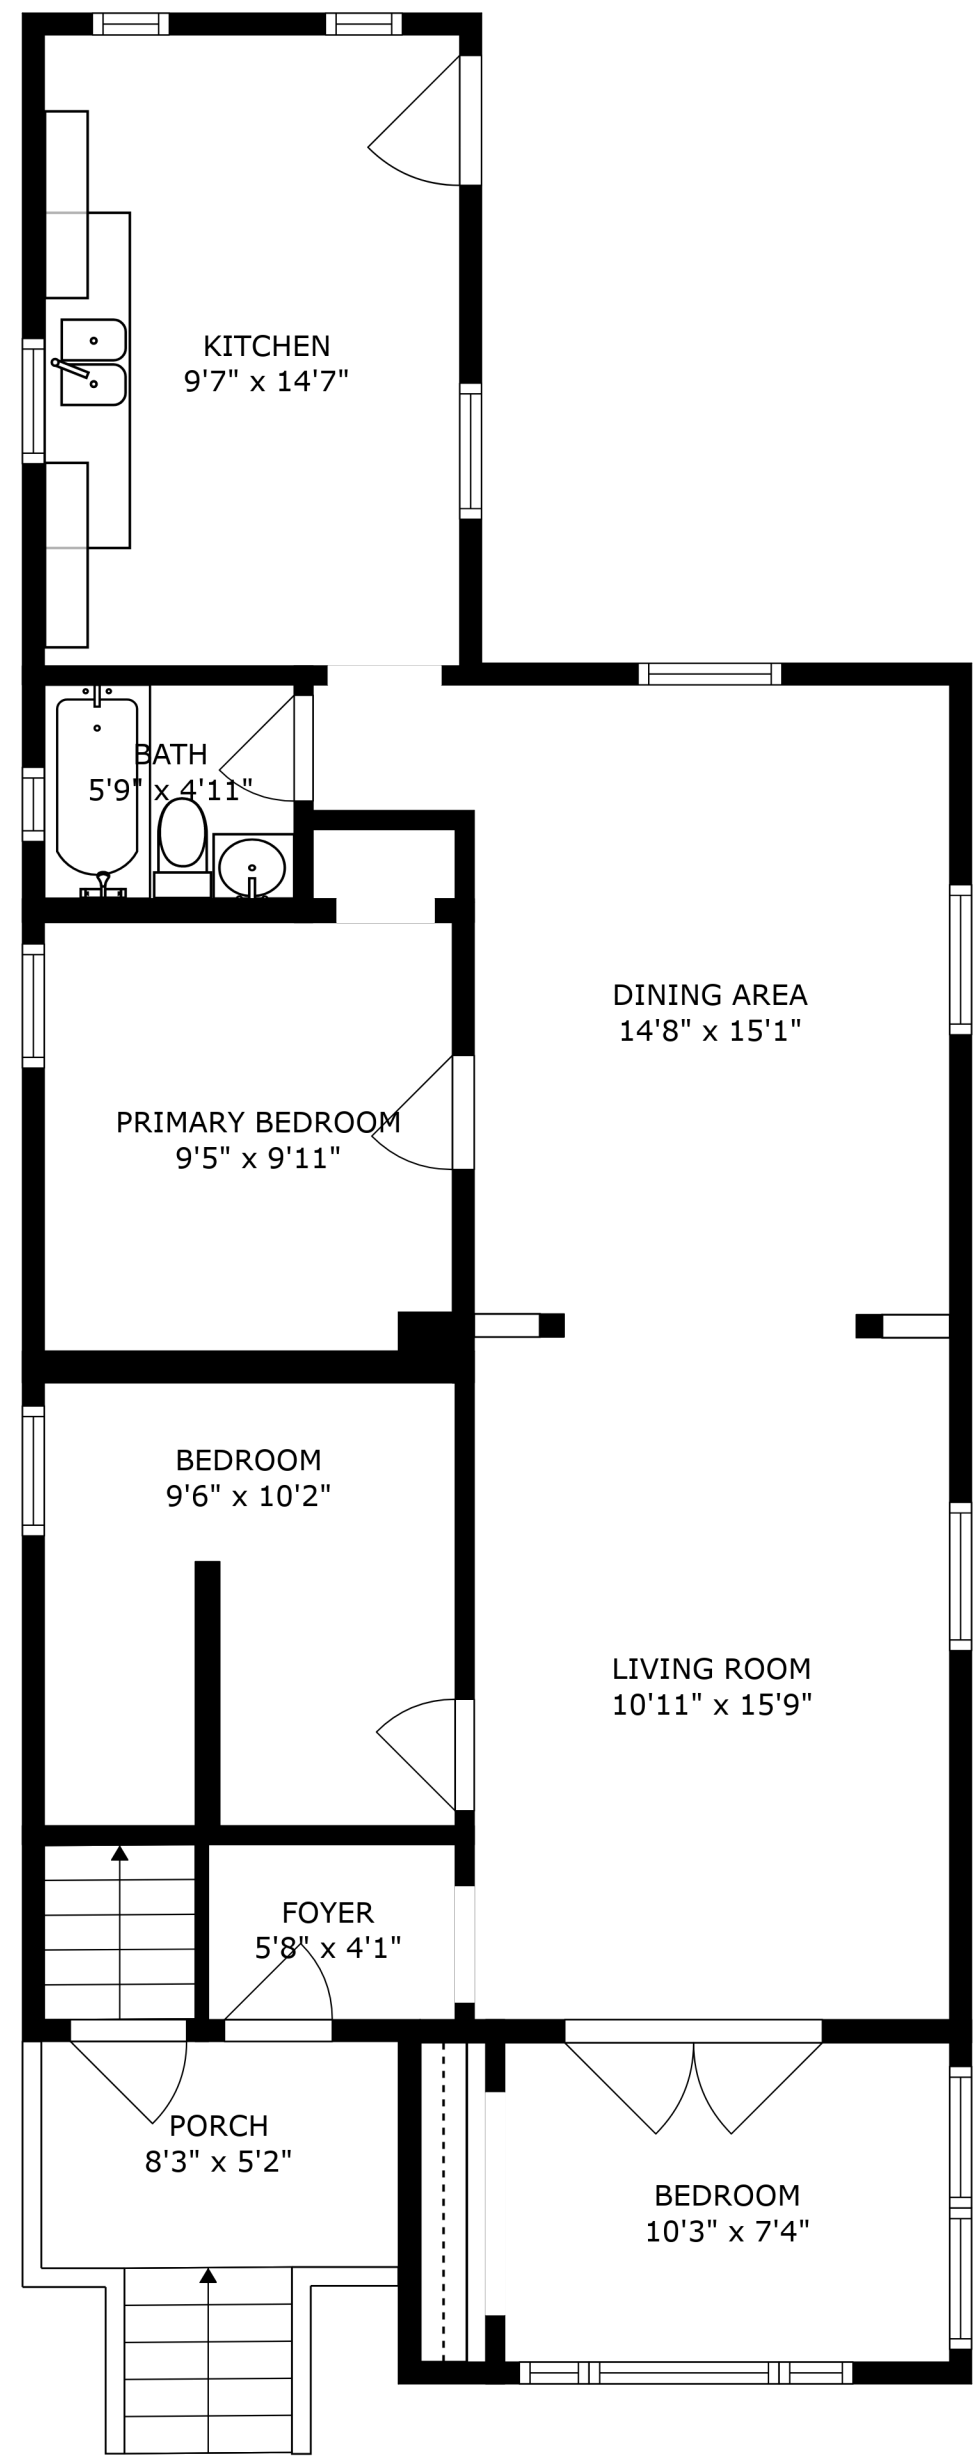 KITCHEN
9'7" x 14'7"
BATH
5'9" x 4'11"
DINING AREA
14'8" x 15'1"
PRIMARY BEDROOM
9'5" x 9'11"
BEDROOM
9'6" x 10'2"
LIVING ROOM
10'11" x 15'9"
FOYER
5'8" x 4'1"
PORCH
8'3" x 5'2"
BEDROOM
10'3" x 7'4"